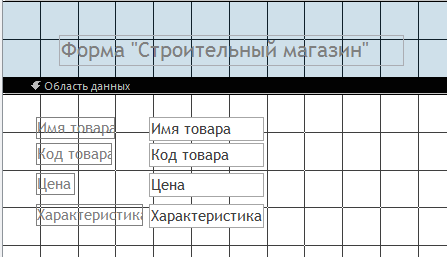 Форма "Строительный магазин"
Область данных
Имя товара Имя товара
Код товара Код товара
Цена Цена
Характеристика Характеристика